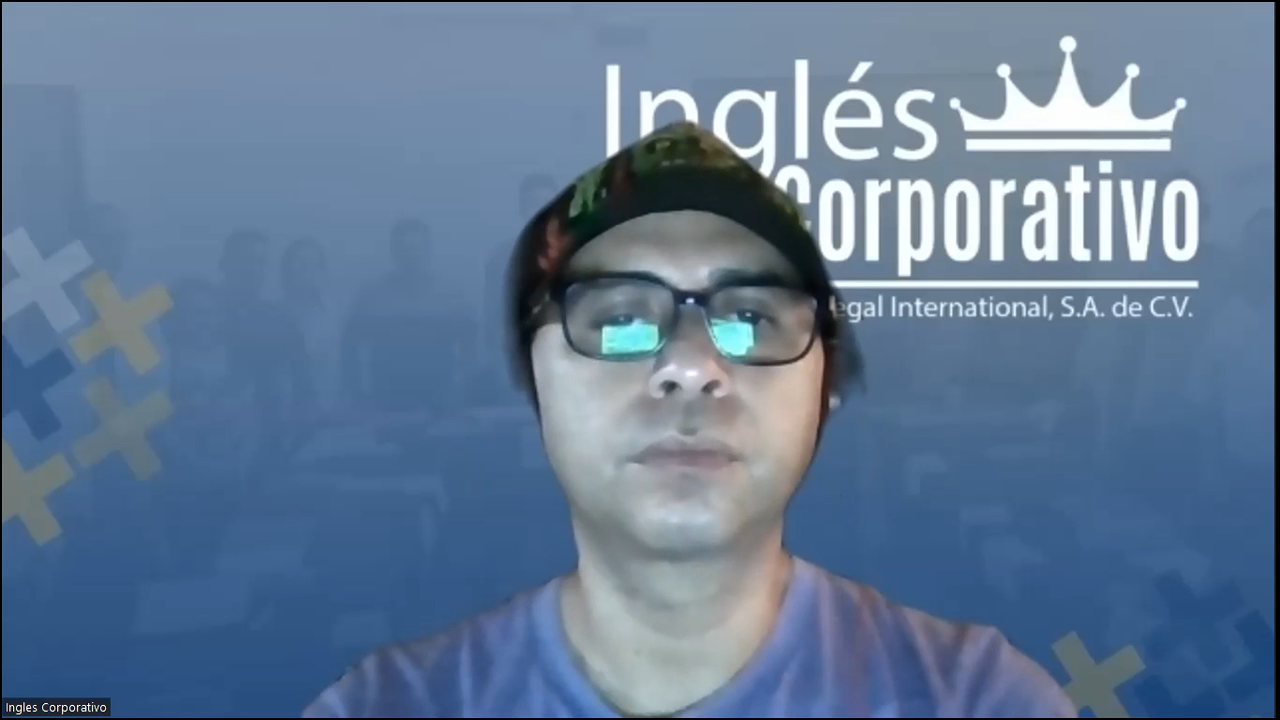 Inglés
Corporativo
egal International, S.A. de C.V.
Ingles Corporativo